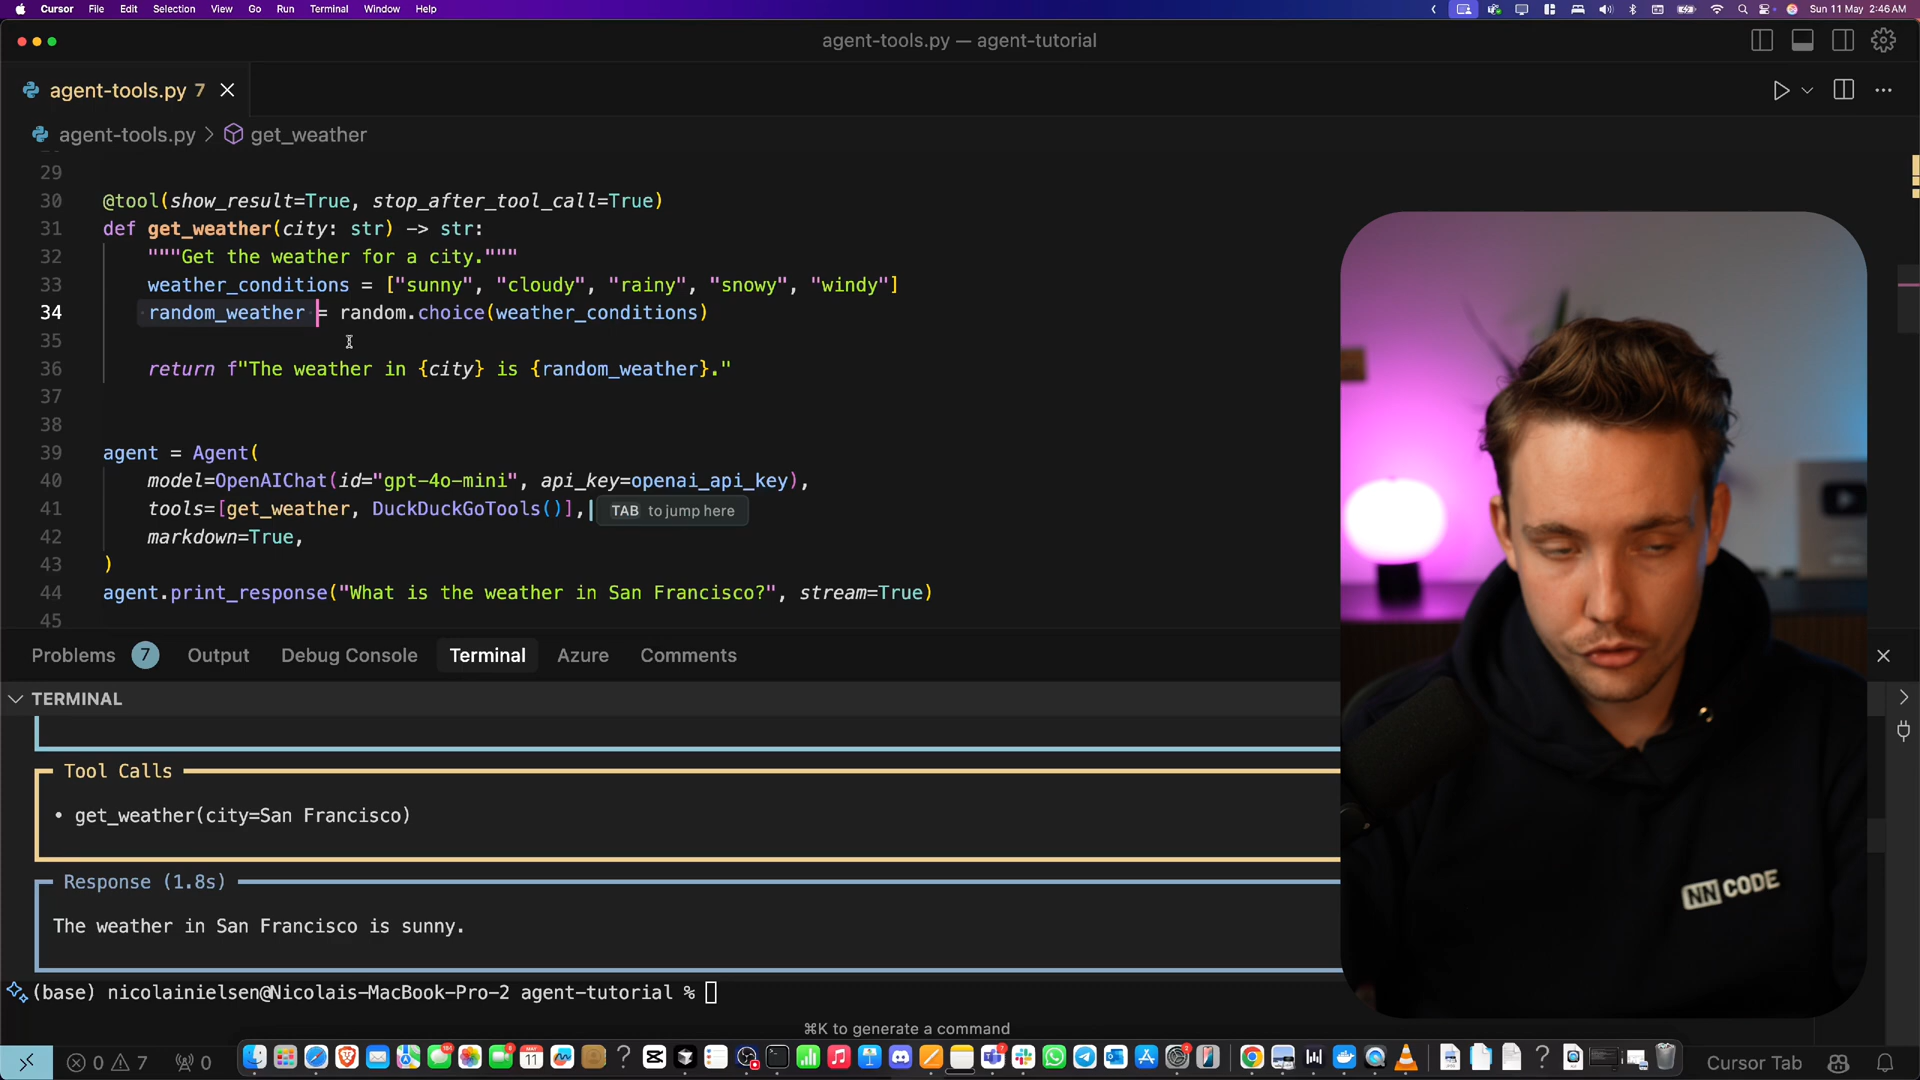 Cursor File Edit Selection View Go Run Terminal Window Help Sun 11 May 2:46 AM
agent-tools.py — agent-tutorial
agent-tools.py 7
agent-tools.py > get_weather
29
30 @tool(show_result=True, stop_after_tool_call=True)
31 def get_weather(city: str) -> str:
32 """Get the weather for a city."""
33 weather_conditions = ["sunny", "cloudy", "rainy", "snowy", "windy"]
34 random_weather = random.choice(weather_conditions)
35
36 return f"The weather in {city} is {random_weather}."
37
38
39 agent = Agent(
40 model=OpenAIChat(id="gpt-4o-mini", api_key=openai_api_key),
41 tools=[get_weather, DuckDuckGoTools()], TAB to jump here
42 markdown=True,
43 )
44 agent.print_response("What is the weather in San Francisco?", stream=True)
45
Problems 7 Output Debug Console Terminal Azure Comments
TERMINAL
Tool Calls
• get_weather(city=San Francisco)
Response (1.8s)
The weather in San Francisco is sunny.
(base) nicolainielsen@Nicolais-MacBook-Pro-2 agent-tutorial %
⌘K to generate a command
0 7 0 Cursor Tab
NN CODE